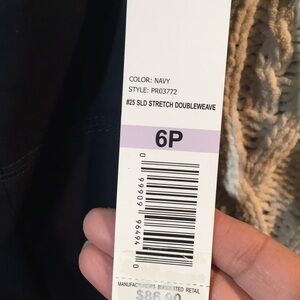 COLOR: NAVY
STYLE: PR03772
#25 SLD STRETCH DOUBLEWEAVE
6P
MANUFACTURERS SUGGESTED RETAIL
$86.00